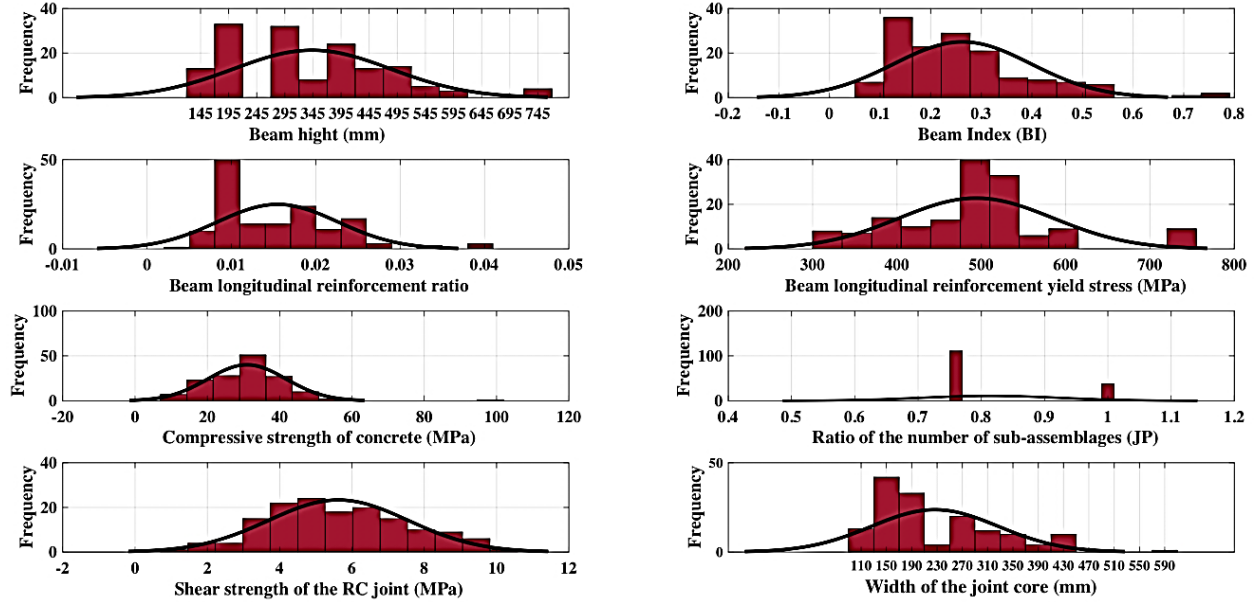 Frequency
40
20
0
145 195 245 295 345 395 445 495 545 595 645 695 745
Beam hight (mm)
Frequency
40
20
0
-0.2 -0.1 0 0.1 0.2 0.3 0.4 0.5 0.6 0.7 0.8
Beam Index (BI)
Frequency
50
0
-0.01 0 0.01 0.02 0.03 0.04 0.05
Beam longitudinal reinforcement ratio
Frequency
40
20
0
200 300 400 500 600 700 800
Beam longitudinal reinforcement yield stress (MPa)
Frequency
100
50
0
-20 0 20 40 60 80 100 120
Compressive strength of concrete (MPa)
Frequency
200
100
0
0.4 0.5 0.6 0.7 0.8 0.9 1 1.1 1.2
Ratio of the number of sub-assemblages (JP)
Frequency
40
20
0
-2 0 2 4 6 8 10 12
Shear strength of the RC joint (MPa)
Frequency
50
0
110 150 190 230 270 310 350 390 430 470 510 550 590
Width of the joint core (mm)